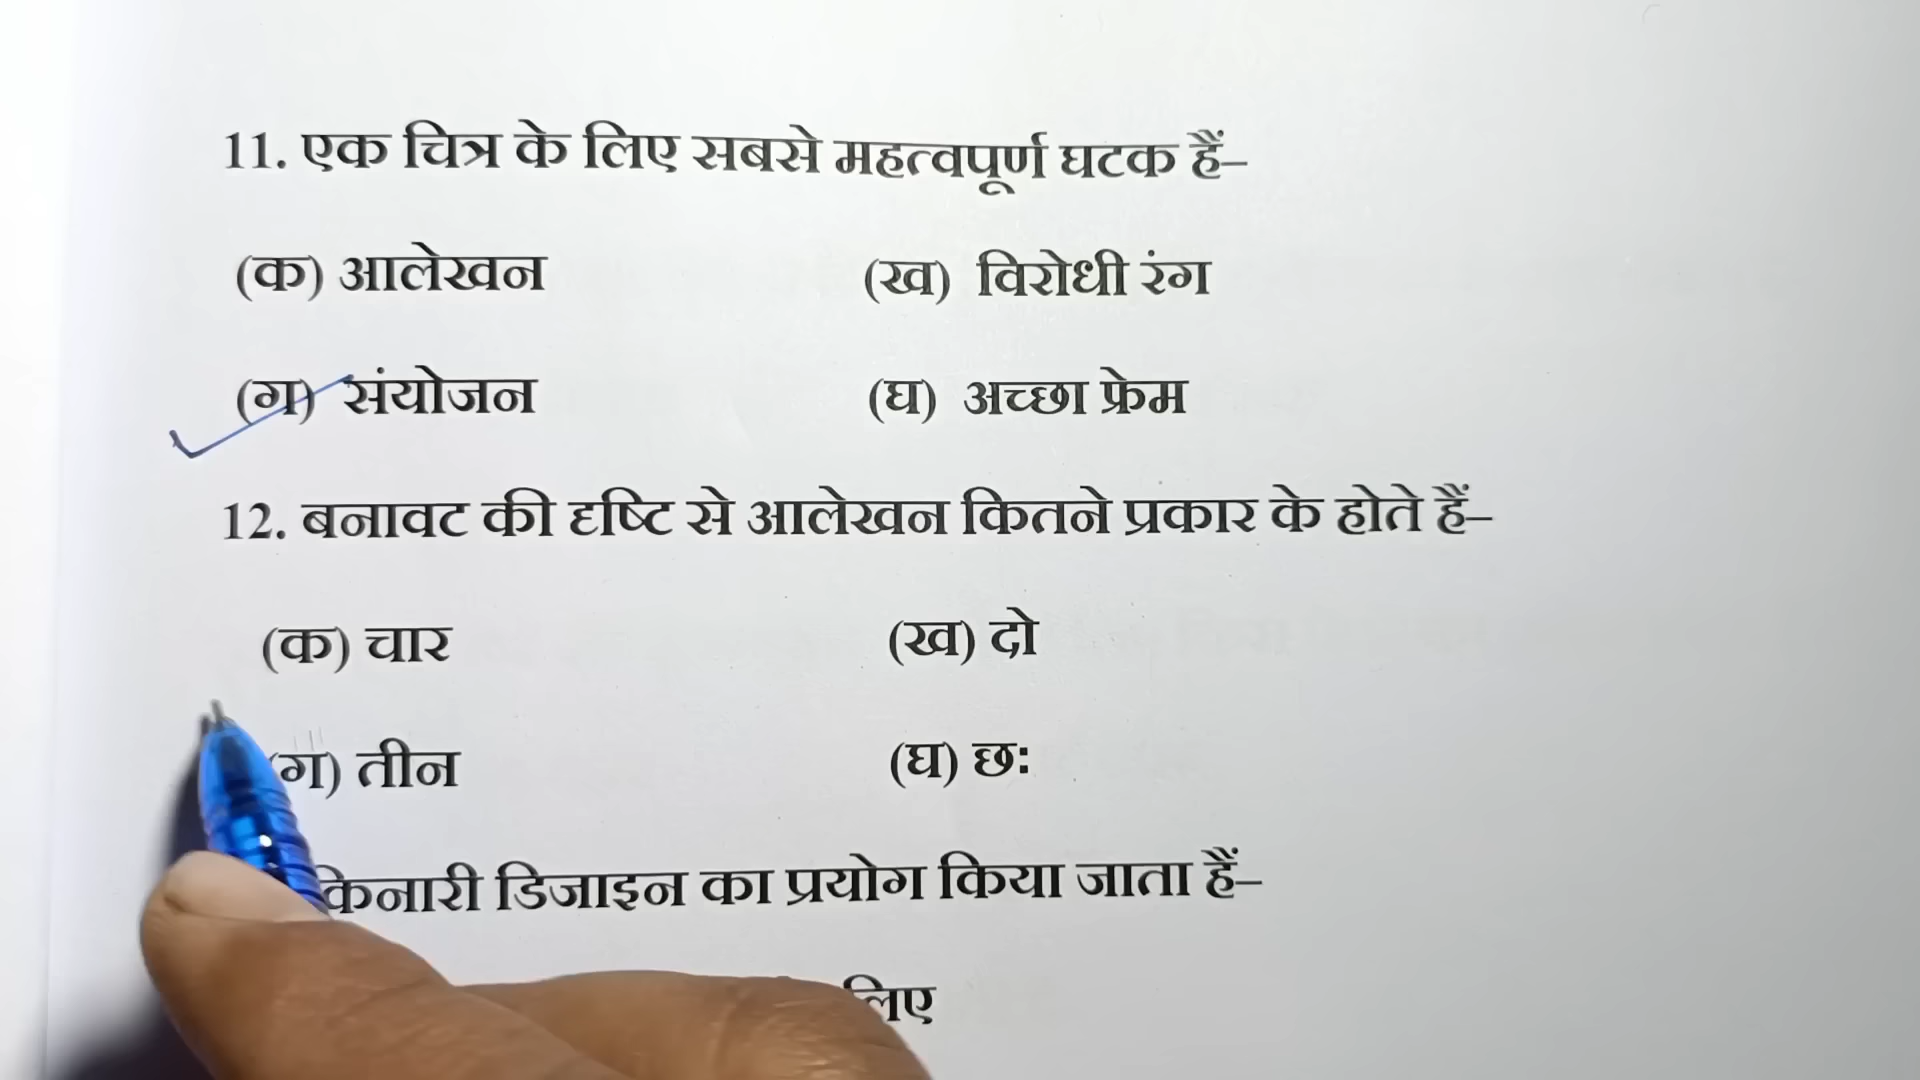 11. एक चित्र के लिए सबसे महत्वपूर्ण घटक हैं–
(क) आलेखन (ख) विरोधी रंग
(ग) संयोजन (घ) अच्छा फ्रेम
12. बनावट की दृष्टि से आलेखन कितने प्रकार के होते हैं–
(क) चार (ख) दो
(ग) तीन (घ) छः
किनारी डिजाइन का प्रयोग किया जाता हैं–
लिए